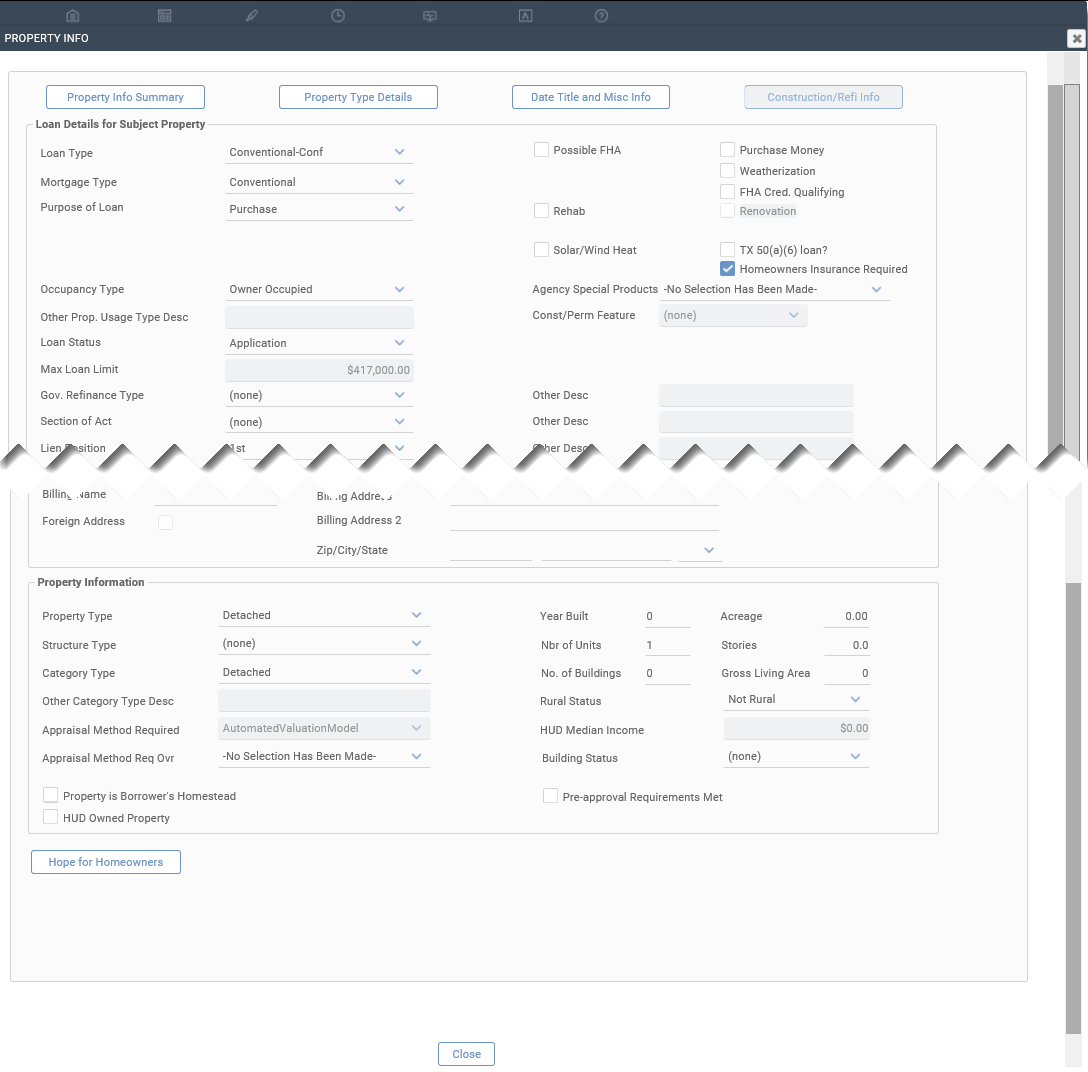 PROPERTY INFO
Property Info Summary Property Type Details Date Title and Misc Info Construction/Refi Info
Loan Details for Subject Property
Loan Type Conventional-Conf Possible FHA Purchase Money
Weatherization
Mortgage Type Conventional FHA Cred. Qualifying
Purpose of Loan Purchase Rehab Renovation
Solar/Wind Heat TX 50(a)(6) loan?
Homeowners Insurance Required
Occupancy Type Owner Occupied Agency Special Products -No Selection Has Been Made-
Other Prop. Usage Type Desc Const/Perm Feature (none)
Loan Status Application
Max Loan Limit $417,000.00
Gov. Refinance Type (none) Other Desc
Section of Act (none) Other Desc
Lien Position 1st Other Desc
Billing Name Billing Address
Foreign Address Billing Address 2
Zip/City/State
Property Information
Property Type Detached Year Built 0 Acreage 0.00
Structure Type (none) Nbr of Units 1 Stories 0.0
Category Type Detached No. of Buildings 0 Gross Living Area 0
Other Category Type Desc Rural Status Not Rural
Appraisal Method Required AutomatedValuationModel HUD Median Income $0.00
Appraisal Method Req Ovr -No Selection Has Been Made- Building Status (none)
Property is Borrower's Homestead Pre-approval Requirements Met
HUD Owned Property
Hope for Homeowners
Close